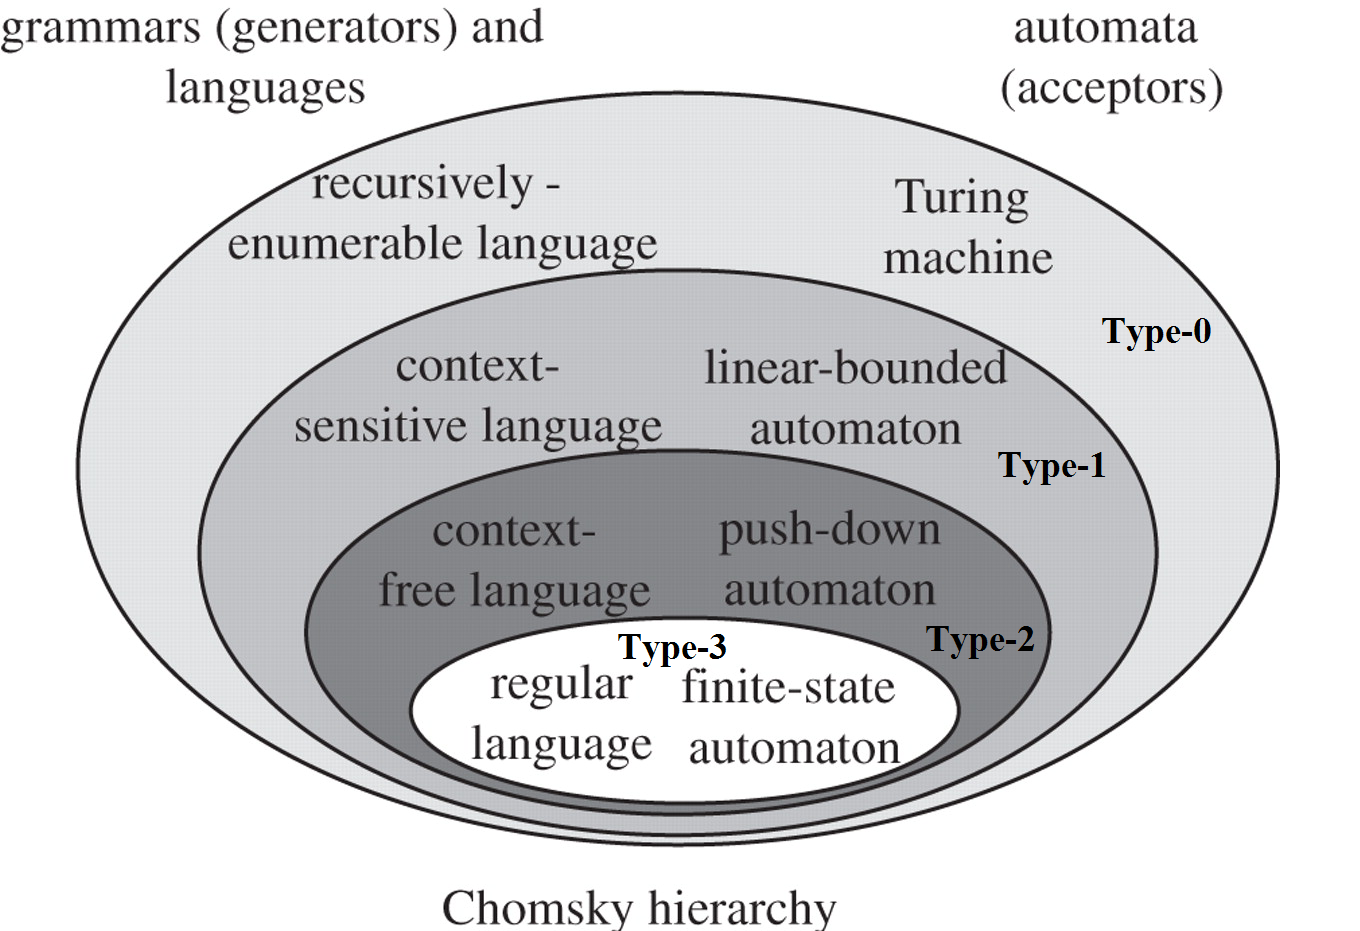 grammars (generators) and
languages
automata
(acceptors)
recursively -
enumerable language
Turing
machine
Type-0
context-
sensitive language
linear-bounded
automaton
Type-1
context-
free language
push-down
automaton
Type-2
Type-3
regular
language
finite-state
automaton
Chomsky hierarchy